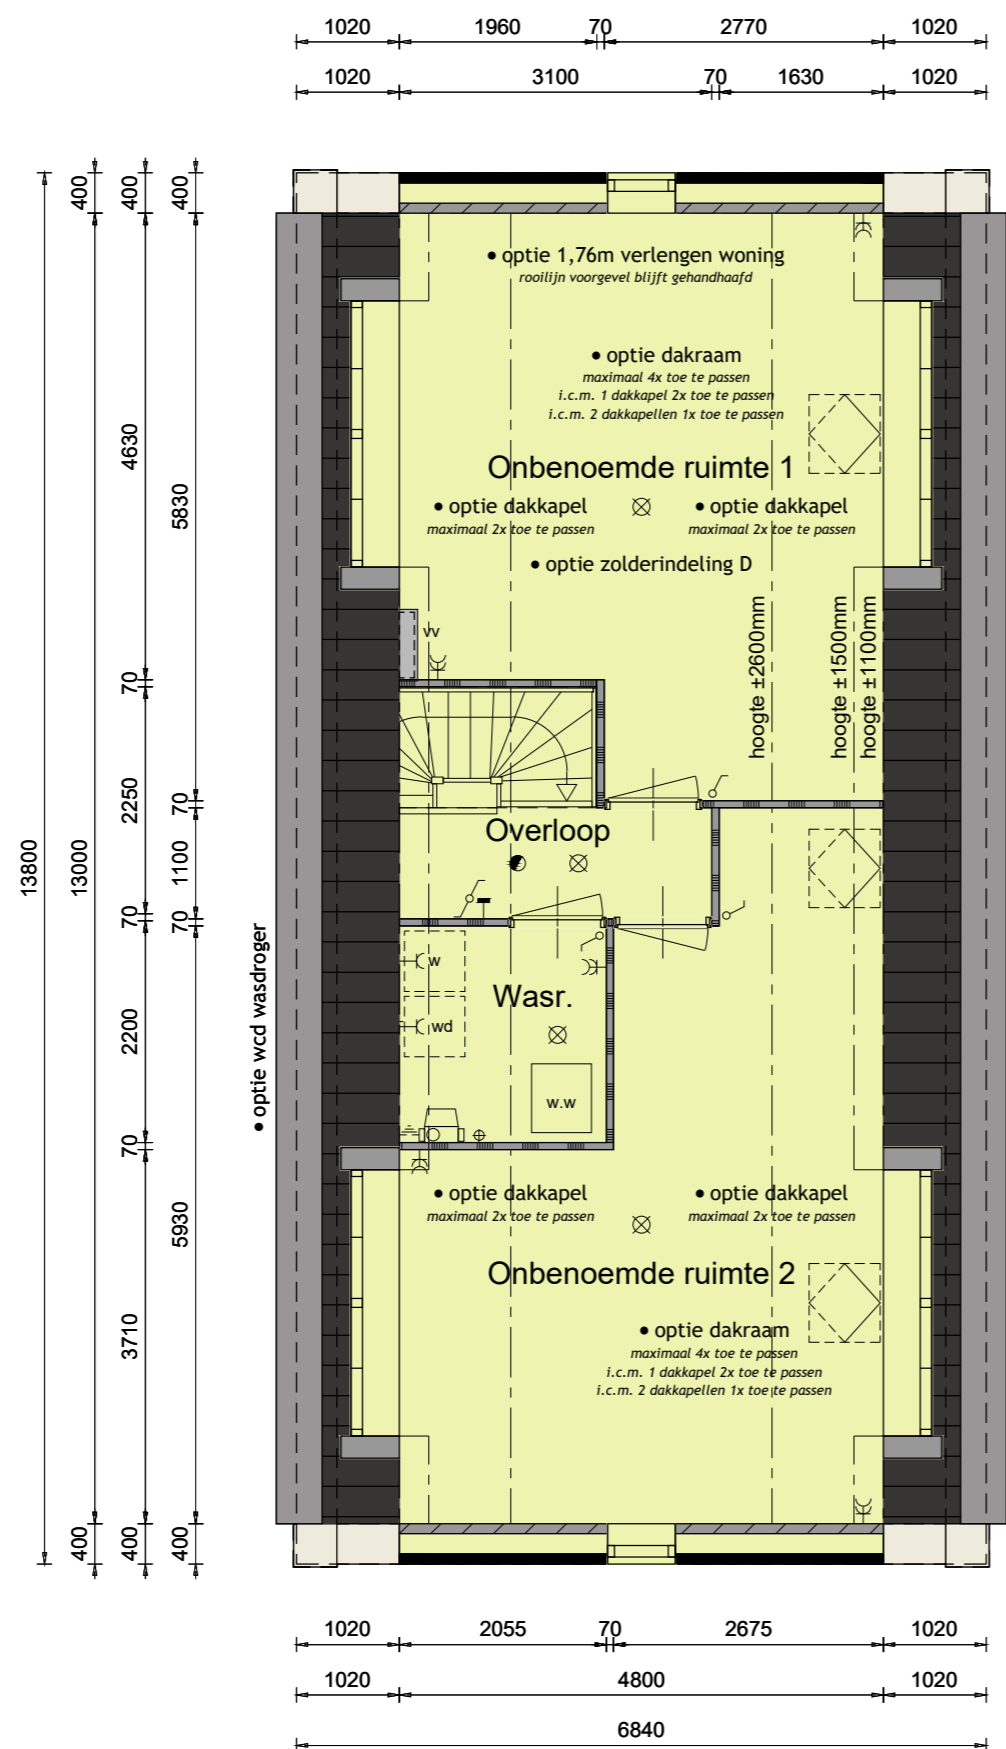 1020 1960 70 2770 1020
1020 3100 70 1630 1020
400 400 400
• optie 1,76m verlengen woning
rooilijn voorgevel blijft gehandhaafd
• optie dakraam
maximaal 4x toe te passen
i.c.m. 1 dakkapel 2x toe te passen
i.c.m. 2 dakkapellen 1x toe te passen
4630
5830
Onbenoemde ruimte 1
• optie dakkapel • optie dakkapel
maximaal 2x toe te passen maximaal 2x toe te passen
• optie zolderindeling D
hoogte ±2600mm
hoogte ±1500mm
hoogte ±1100mm
vv
70
2250
70
13800
13000
1100
Overloop
70
70
• optie wcd wasdroger
w
Wasr.
wd
2200
w.w
70
• optie dakkapel • optie dakkapel
maximaal 2x toe te passen maximaal 2x toe te passen
5930
Onbenoemde ruimte 2
3710
• optie dakraam
maximaal 4x toe te passen
i.c.m. 1 dakkapel 2x toe te passen
i.c.m. 2 dakkapellen 1x toe te passen
400 400 400
1020 2055 70 2675 1020
1020 4800 1020
6840